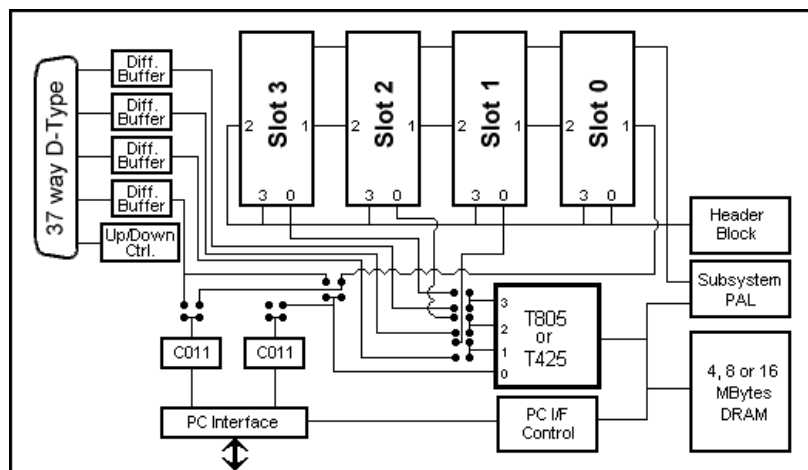 37 way D-Type
Diff.
Buffer
Diff.
Buffer
Diff.
Buffer
Diff.
Buffer
Up/Down
Ctrl.
Slot 3
2
1
3 0
Slot 2
2
1
3 0
Slot 1
2
1
3 0
Slot 0
2
1
3 0
Header
Block
Subsystem
PAL
T805
or
T425
3
2
1
0
C011
C011
PC Interface
PC I/F
Control
4, 8 or 16
MBytes
DRAM